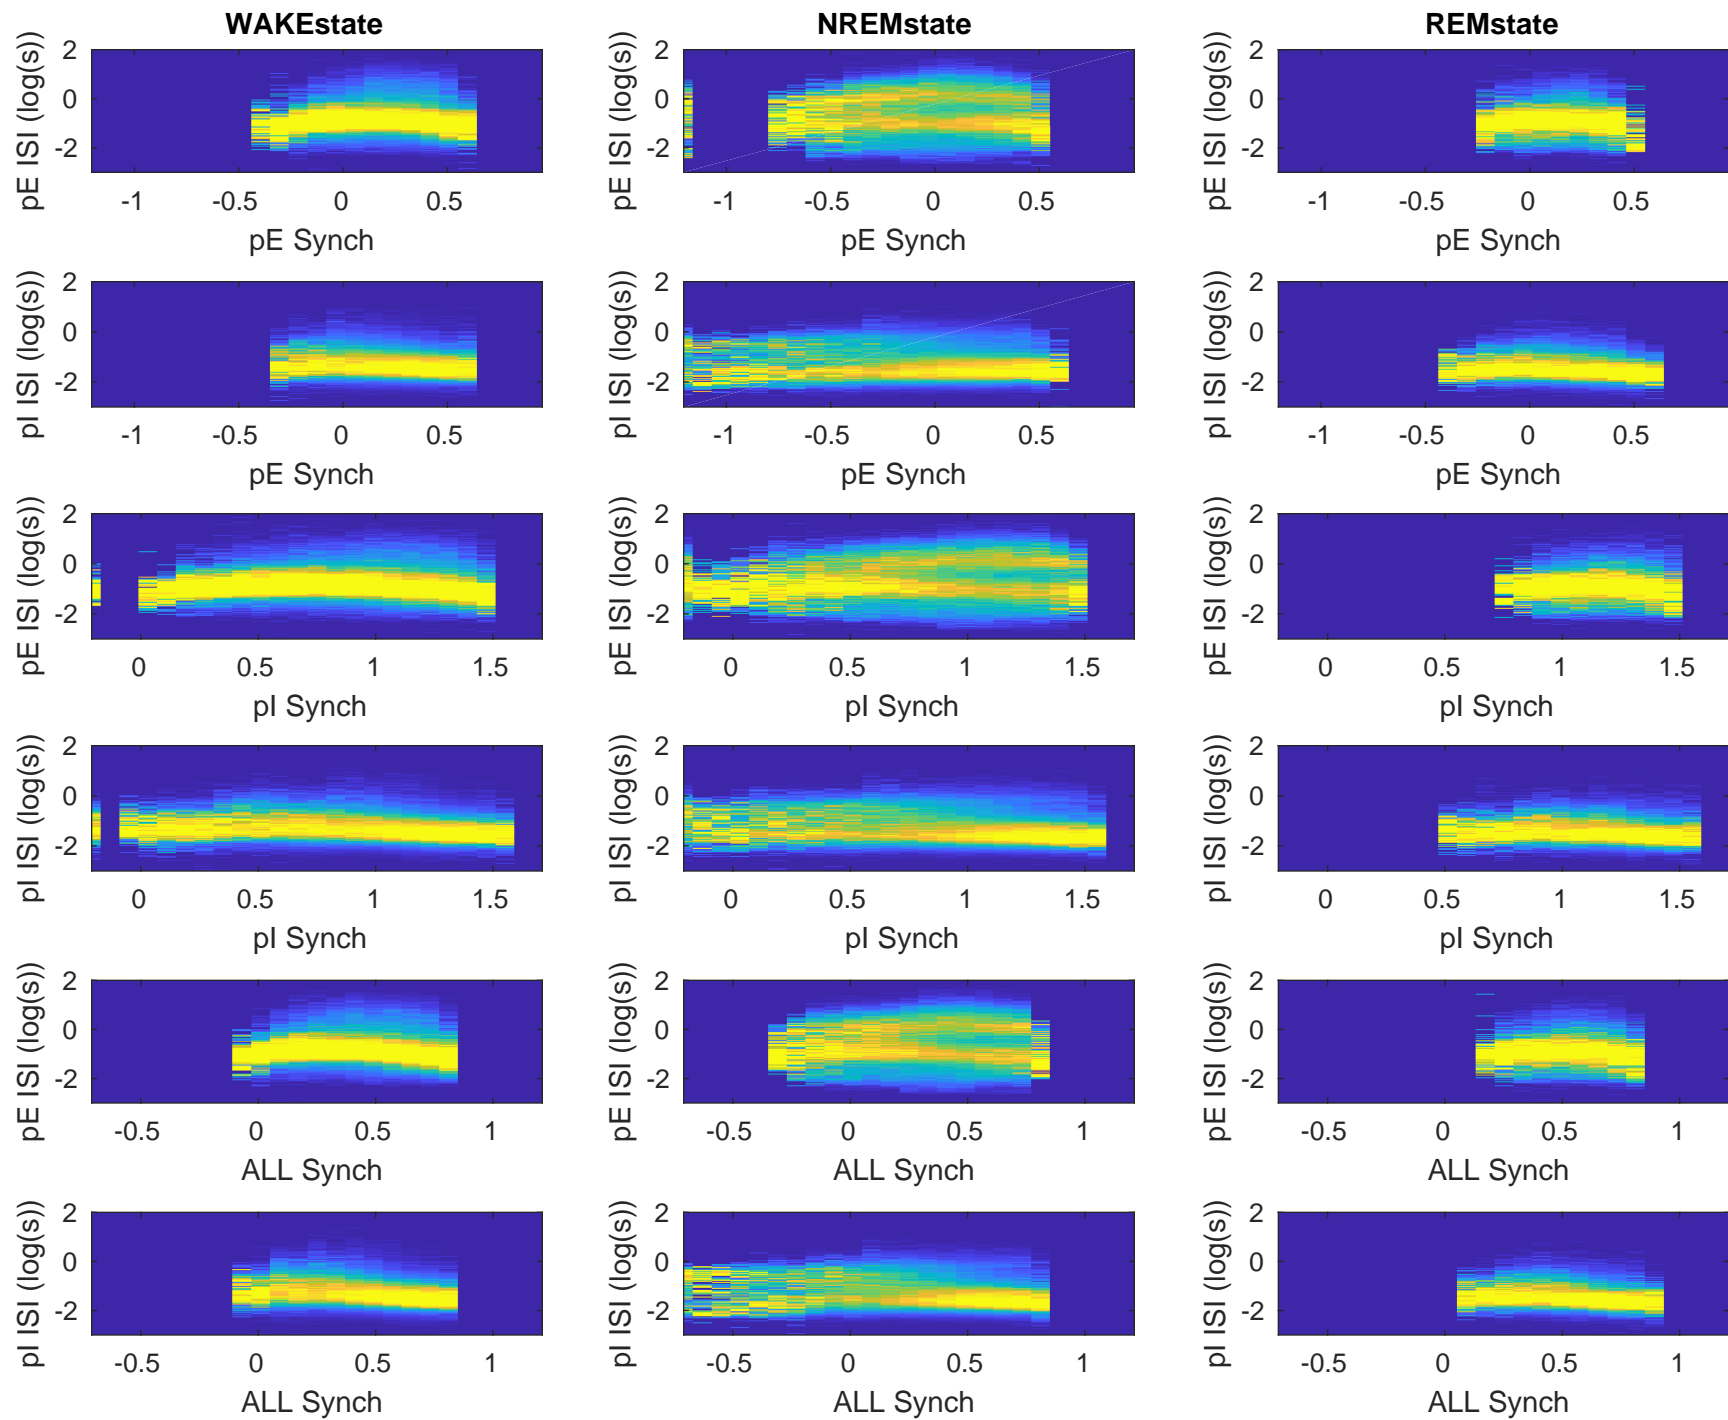 WAKEstate NREMstate REMstate
pE ISI (log(s)) 2 0 -2 pE ISI (log(s)) 2 0 -2 pE ISI (log(s)) 2 0 -2
-1 -0.5 0 0.5 -1 -0.5 0 0.5 -1 -0.5 0 0.5
pE Synch pE Synch pE Synch
pI ISI (log(s)) 2 0 -2 pI ISI (log(s)) 2 0 -2 pI ISI (log(s)) 2 0 -2
-1 -0.5 0 0.5 -1 -0.5 0 0.5 -1 -0.5 0 0.5
pE Synch pE Synch pE Synch
pE ISI (log(s)) 2 0 -2 pE ISI (log(s)) 2 0 -2 pE ISI (log(s)) 2 0 -2
0 0.5 1 1.5 0 0.5 1 1.5 0 0.5 1 1.5
pI Synch pI Synch pI Synch
pI ISI (log(s)) 2 0 -2 pI ISI (log(s)) 2 0 -2 pI ISI (log(s)) 2 0 -2
0 0.5 1 1.5 0 0.5 1 1.5 0 0.5 1 1.5
pI Synch pI Synch pI Synch
pE ISI (log(s)) 2 0 -2 pE ISI (log(s)) 2 0 -2 pE ISI (log(s)) 2 0 -2
-0.5 0 0.5 1 -0.5 0 0.5 1 -0.5 0 0.5 1
ALL Synch ALL Synch ALL Synch
pI ISI (log(s)) 2 0 -2 pI ISI (log(s)) 2 0 -2 pI ISI (log(s)) 2 0 -2
-0.5 0 0.5 1 -0.5 0 0.5 1 -0.5 0 0.5 1
ALL Synch ALL Synch ALL Synch